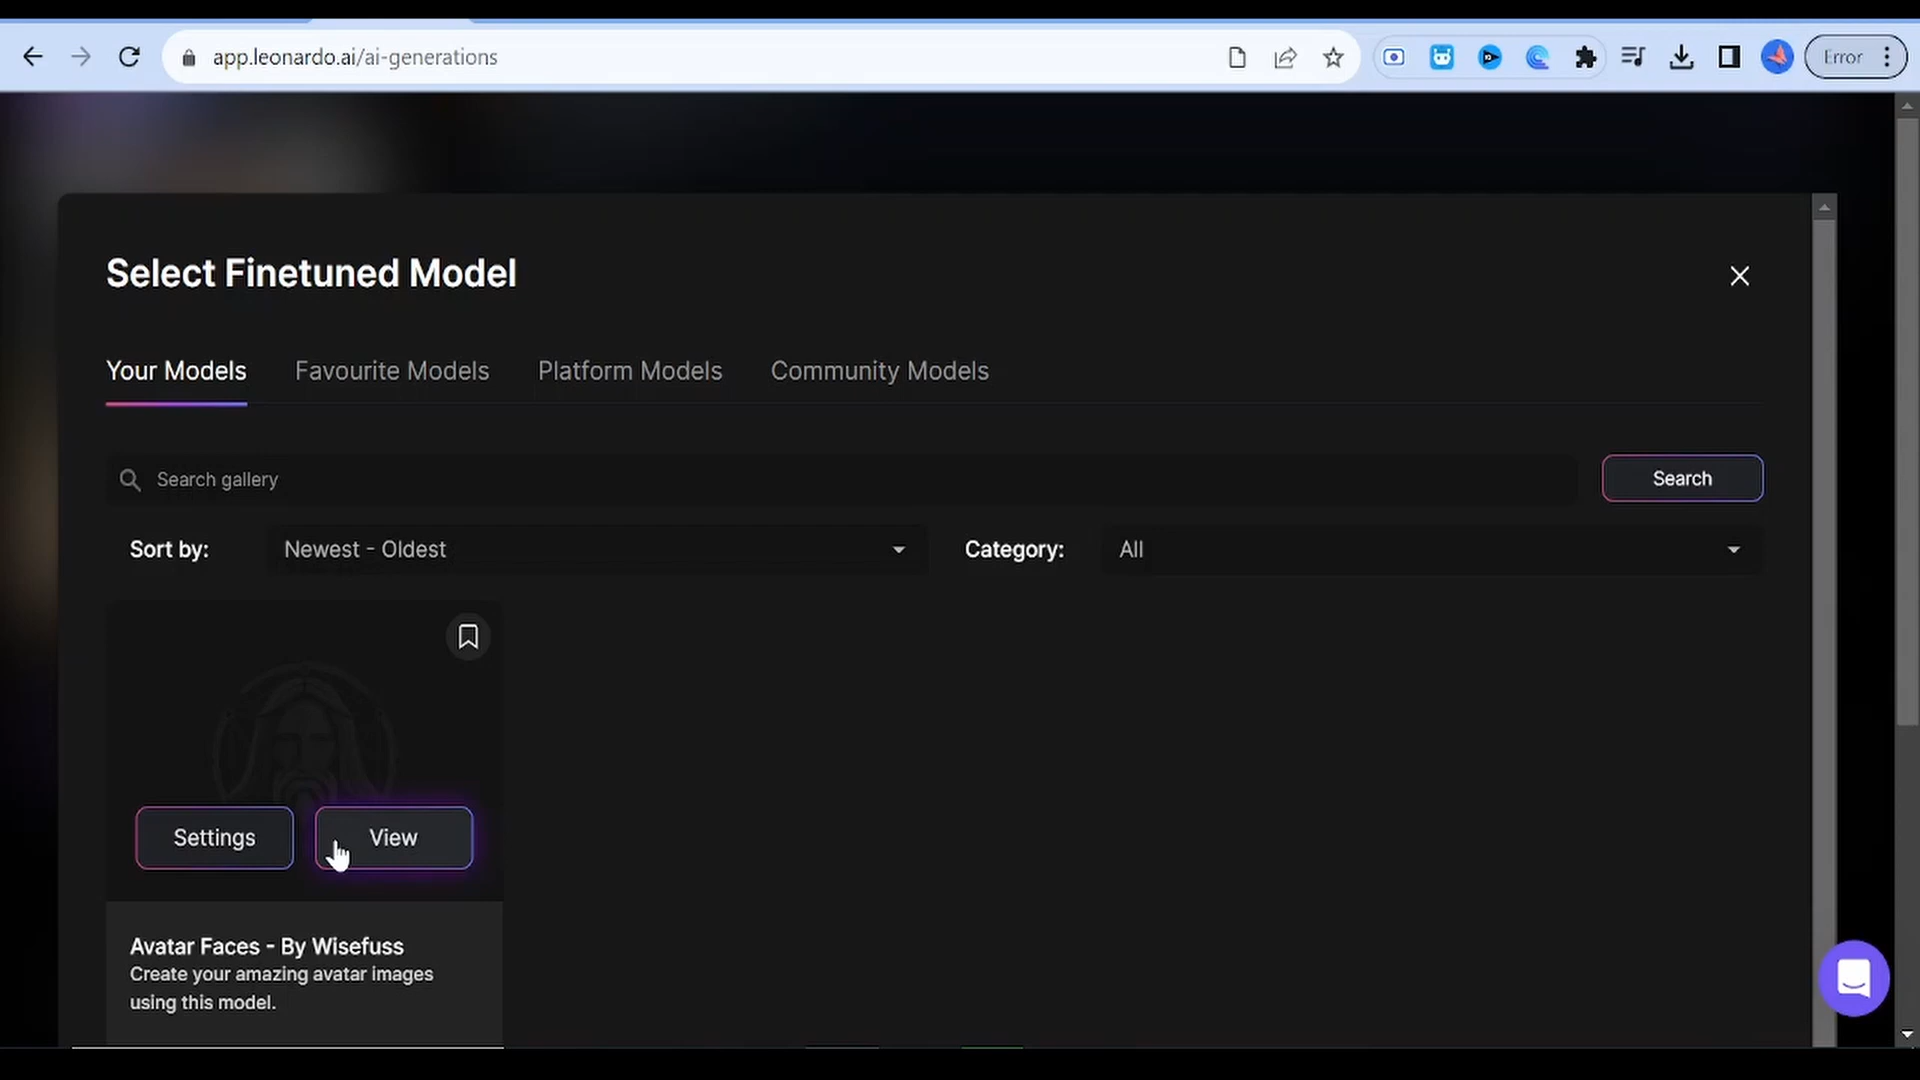 app.leonardo.ai/ai-generations
Error
Select Finetuned Model
Your Models Favourite Models Platform Models Community Models
Search gallery
Search
Sort by: Newest - Oldest Category: All
Settings View
Avatar Faces - By Wisefuss
Create your amazing avatar images
using this model.